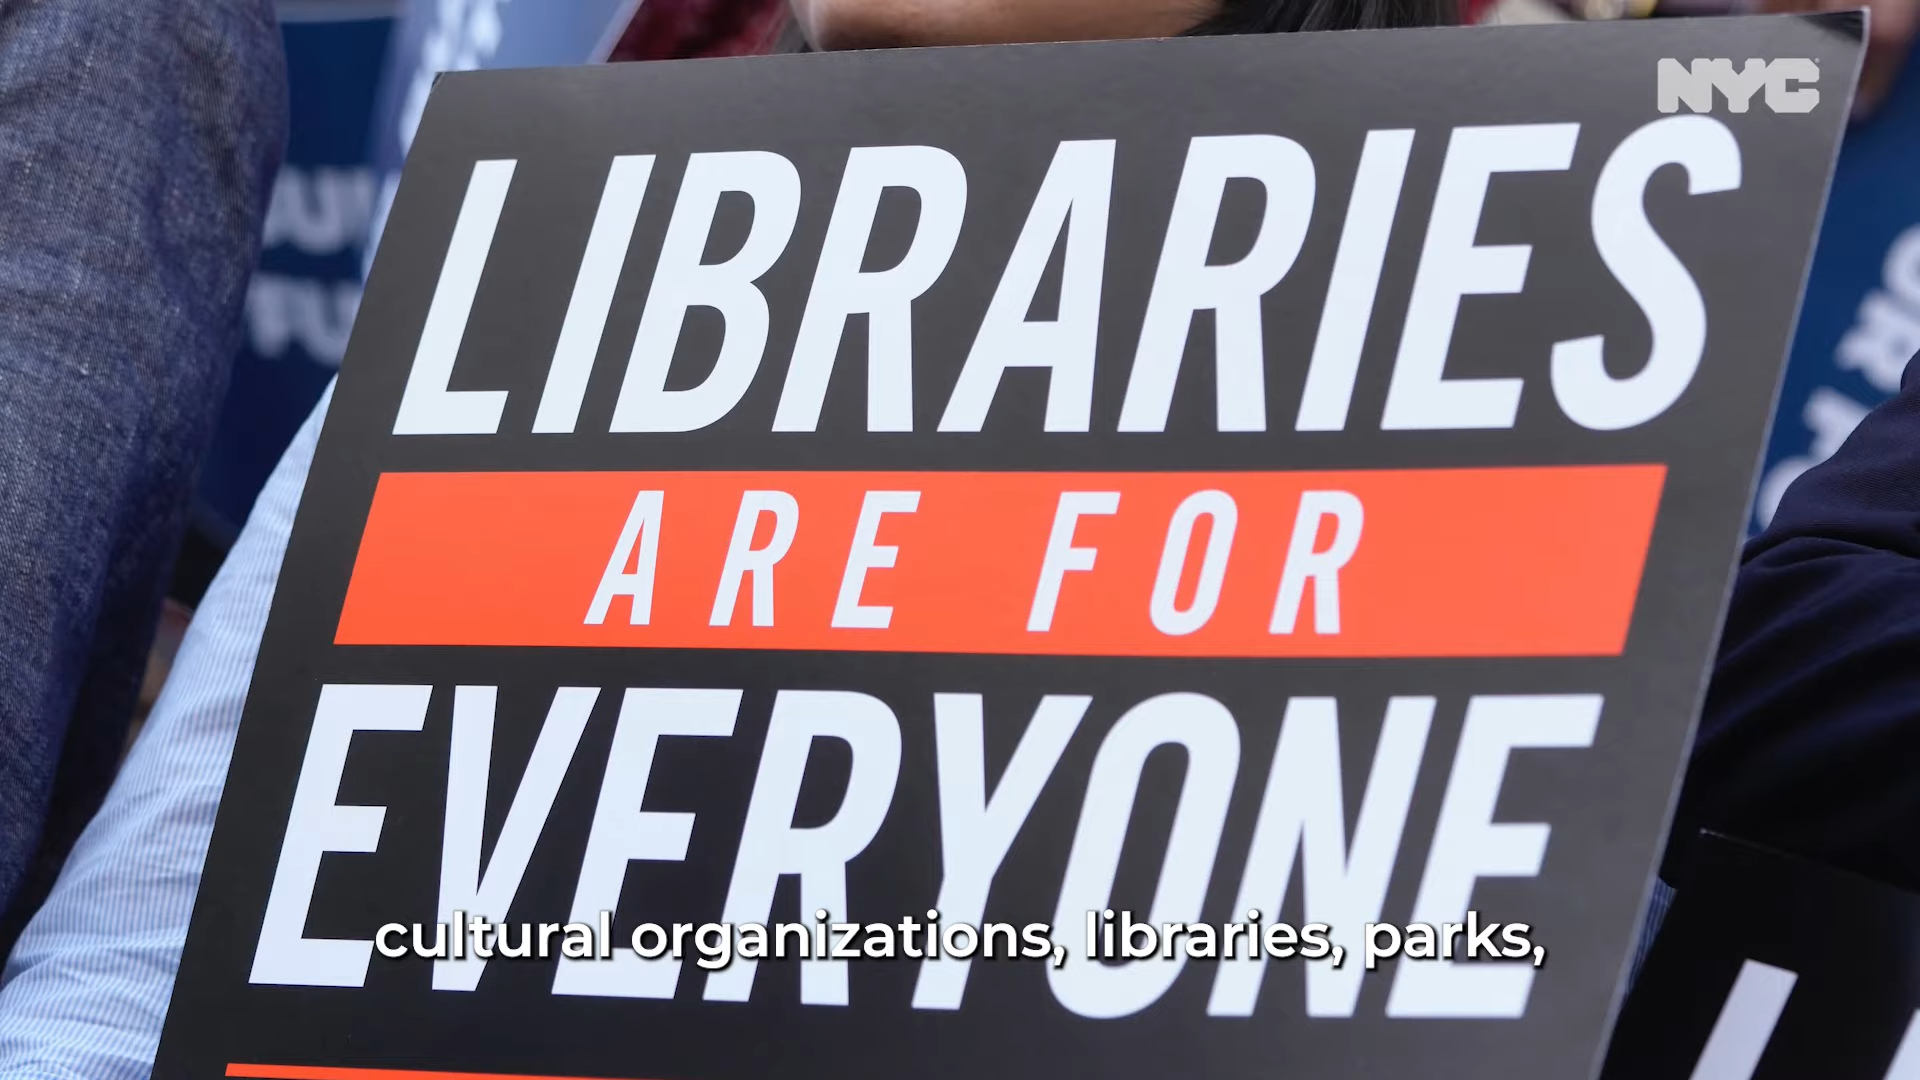 NYC
LIBRARIES
ARE FOR
EVERYONE
cultural organizations, libraries, parks,